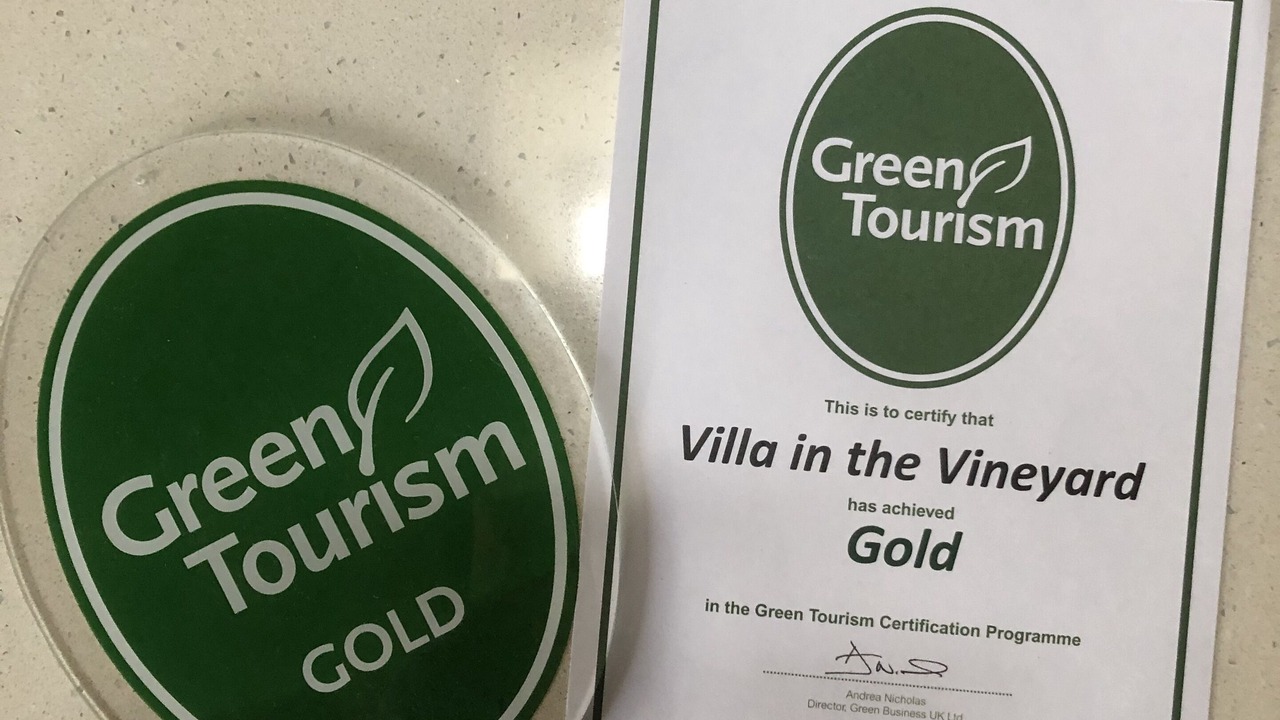 Green
Tourism
GOLD
Green
Tourism
This is to certify that
Villa in the Vineyard
has achieved
Gold
in the Green Tourism Certification Programme
Andrea Nicholas
Director, Green Business UK Ltd